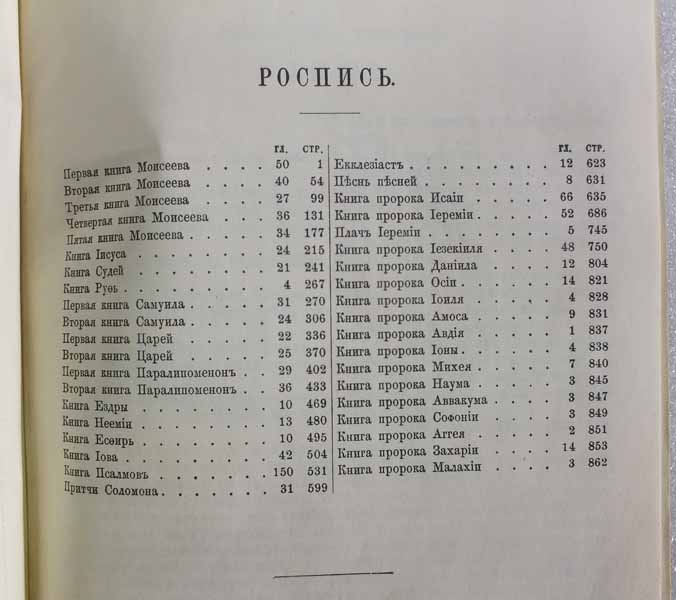 РОСПИСЬ.
ГЛ. СТР.
Первая книга Моисеева . . . . 50 1
Вторая книга Моисеева . . . . 40 54
Третья книга Моисеева . . . . 27 99
Четвертая книга Моисеева . . . 36 131
Пятая книга Моисеева . . . . . 34 177
Книга Іисуса . . . . . . . . 24 215
Книга Судей . . . . . . . . 21 241
Книга Руѳь . . . . . . . . . 4 267
Первая книга Самуила . . . . 31 270
Вторая книга Самуила . . . . . 24 306
Первая книга Царей . . . . . 22 336
Вторая книга Царей . . . . . 25 370
Первая книга Паралипоменонъ . . 29 402
Вторая книга Паралипоменонъ . . 36 433
Книга Ездры . . . . . . . . 10 469
Книга Нееміи . . . . . . . . 13 480
Книга Есѳирь . . . . . . . . 10 495
Книга Іова . . . . . . . . . 42 504
Книга Псалмовъ . . . . . . . 150 531
Притчи Соломона . . . . . . . 31 599
ГЛ. СТР.
Екклезіастъ . . . . . . . . . 12 623
Пѣснь пѣсней . . . . . . . . 8 631
Книга пророка Исаіи . . . . . 66 635
Книга пророка Іереміи . . . . . 52 686
Плачъ Іереміи . . . . . . . . 5 745
Книга пророка Іезекіиля . . . . 48 750
Книга пророка Даніила . . . . . 12 804
Книга пророка Осіи . . . . . . 14 821
Книга пророка Іоиля . . . . . 4 828
Книга пророка Амоса . . . . . 9 831
Книга пророка Авдія . . . . . 1 837
Книга пророка Іоны . . . . . . 4 838
Книга пророка Михея . . . . . 7 840
Книга пророка Наума . . . . . 3 845
Книга пророка Аввакума . . . . 3 847
Книга пророка Софоніи . . . . 3 849
Книга пророка Аггея . . . . . 2 851
Книга пророка Захаріи . . . . 14 853
Книга пророка Малахіи . . . . 3 862